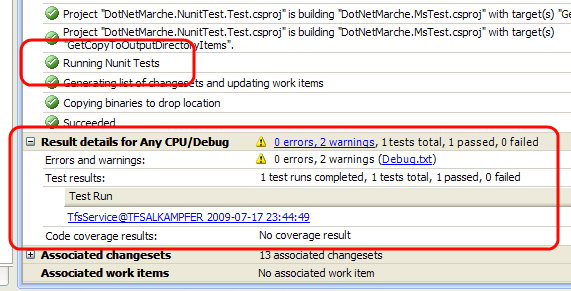 Project "DotNetMarche.NunitTest.Test.csproj" is building "DotNetMarche.MsTest.csproj" with target(s) "Ge
Project "DotNetMarche.NunitTest.Test.csproj" is building "DotNetMarche.MsTest.csproj" with target(s)
"GetCopyToOutputDirectoryItems".
Running Nunit Tests
Generating list of changesets and updating work items
Copying binaries to drop location
Succeeded
Result details for Any CPU/Debug 0 errors, 2 warnings, 1 tests total, 1 passed, 0 failed
Errors and warnings: 0 errors, 2 warnings (Debug.txt)
Test results: 1 test runs completed, 1 tests total, 1 passed, 0 failed
Test Run
TfsService@TFSALKAMPFER 2009-07-17 23:44:49
Code coverage results: No coverage result
Associated changesets 13 associated changesets
Associated work items No associated work item